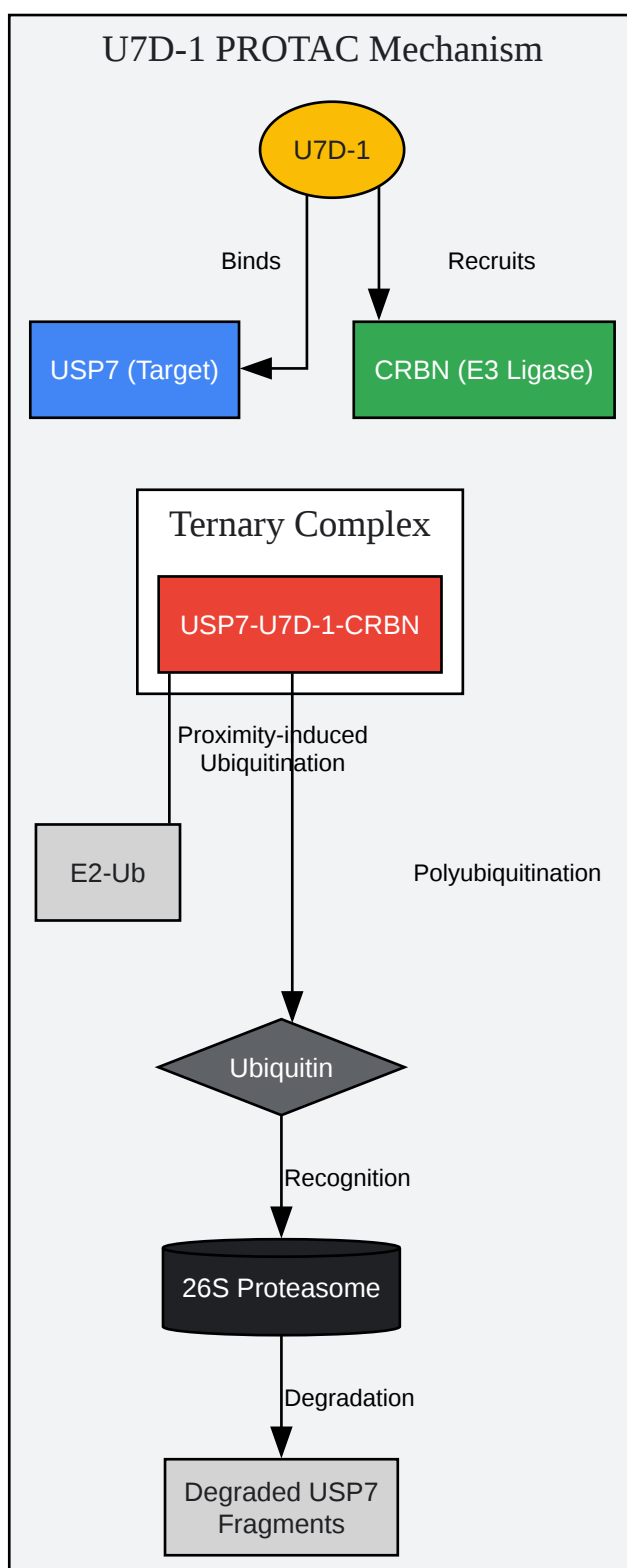 U7D-1 PROTAC Mechanism
U7D-1
Binds
Recruits
USP7 (Target)
CRBN (E3 Ligase)
Ternary Complex
USP7-U7D-1-CRBN
Proximity-induced
Ubiquitination
E2-Ub
Polyubiquitination
Ubiquitin
Recognition
26S Proteasome
Degradation
Degraded USP7
Fragments